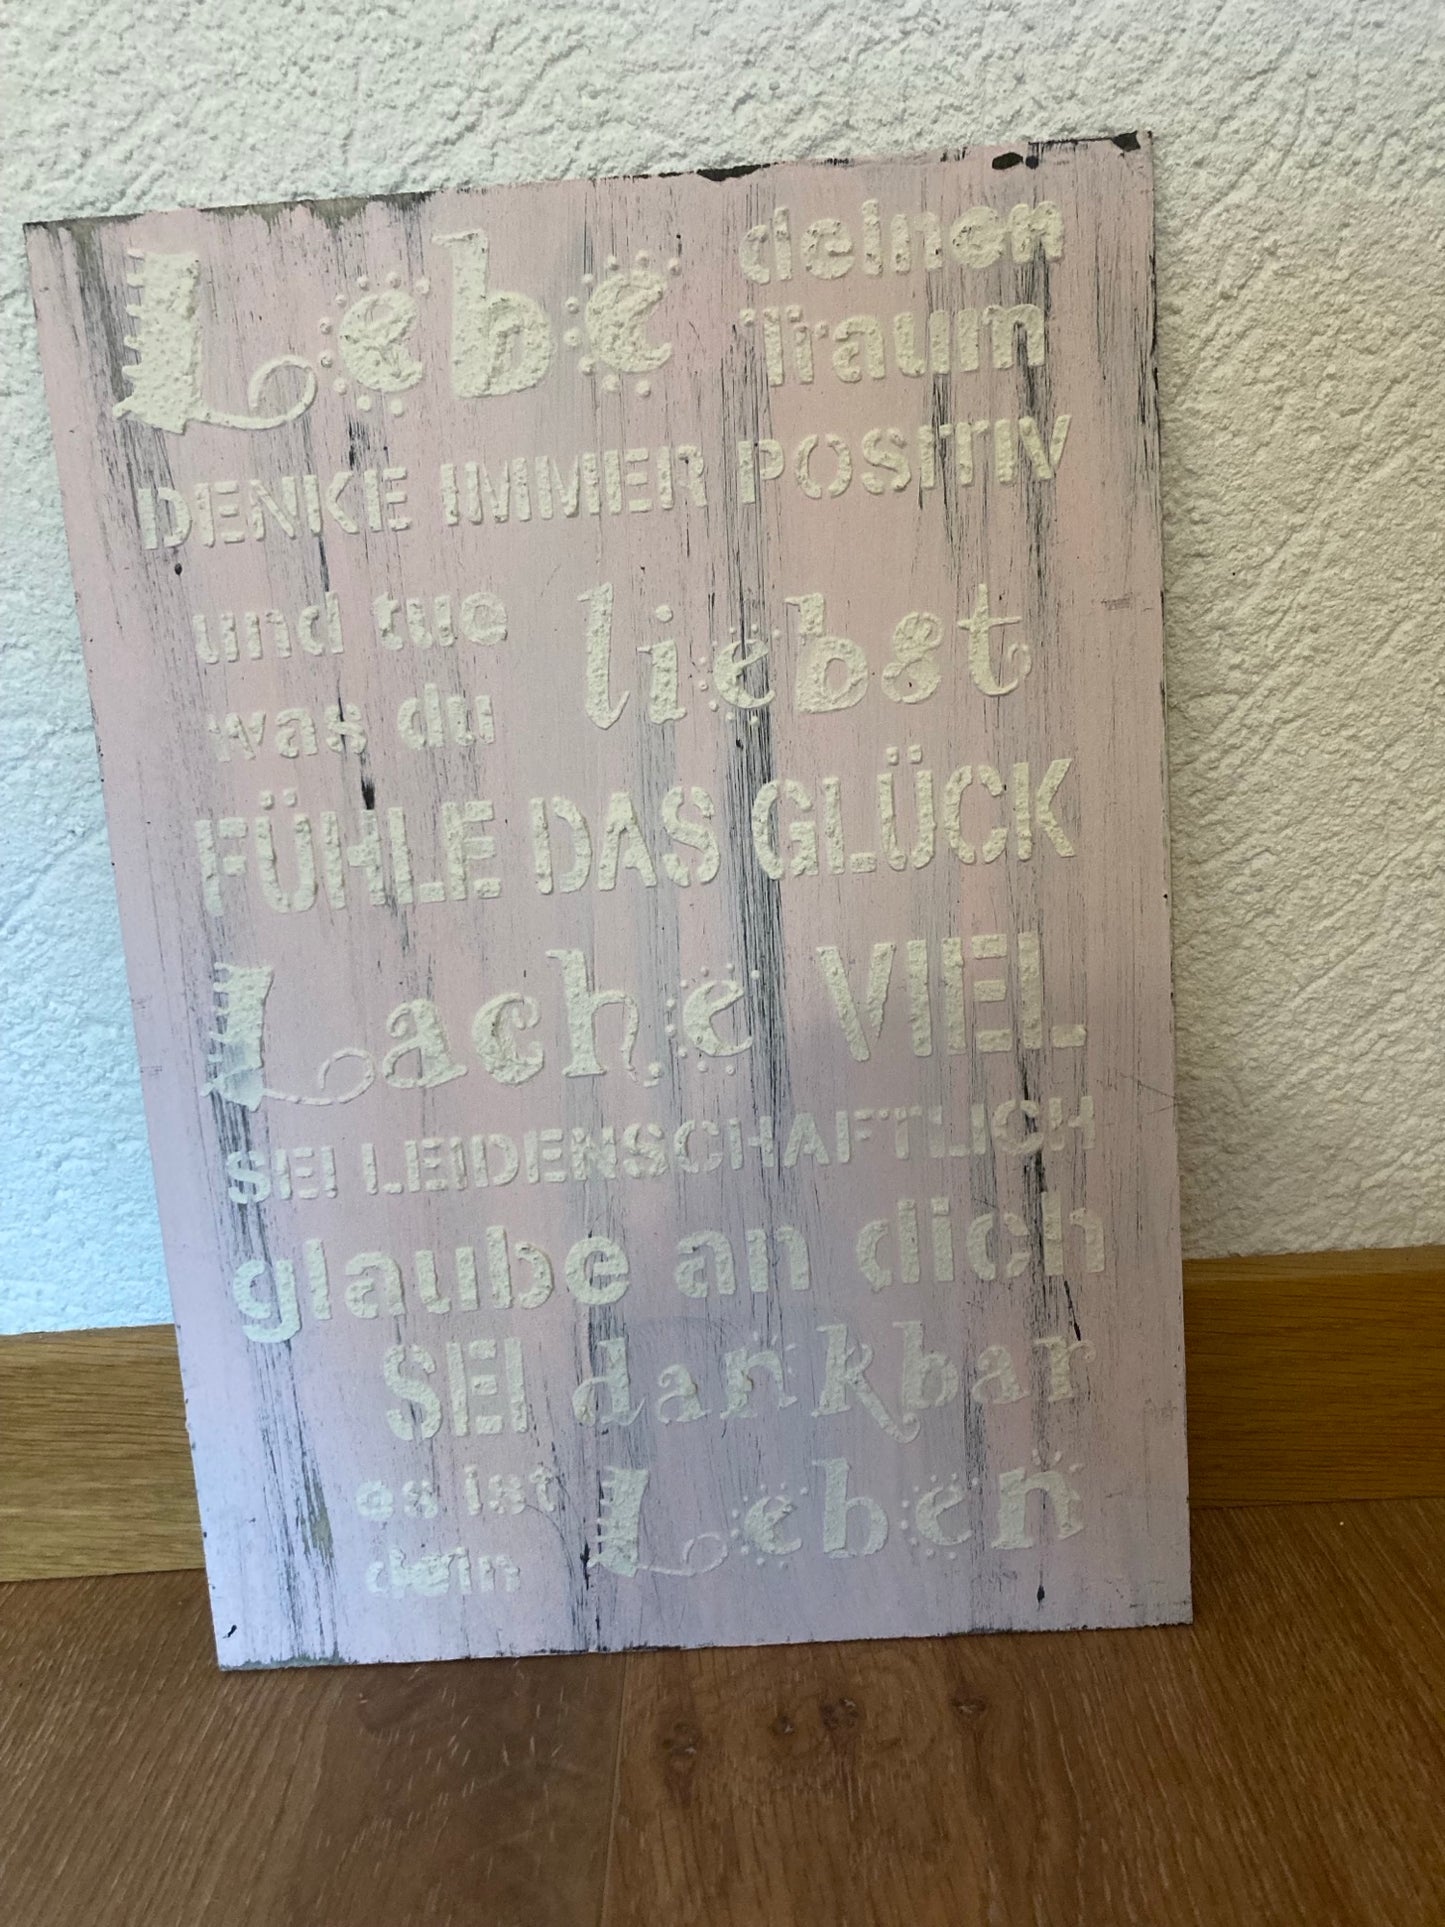 Lebe deinen
Traum
DENKE IMMER POSITIV
und tue
was du liebst
FÜHLE DAS GLÜCK
Lache VIEL
SEI LEIDENSCHAFTLICH
glaube an dich
SEI dankbar
es ist
dein Leben